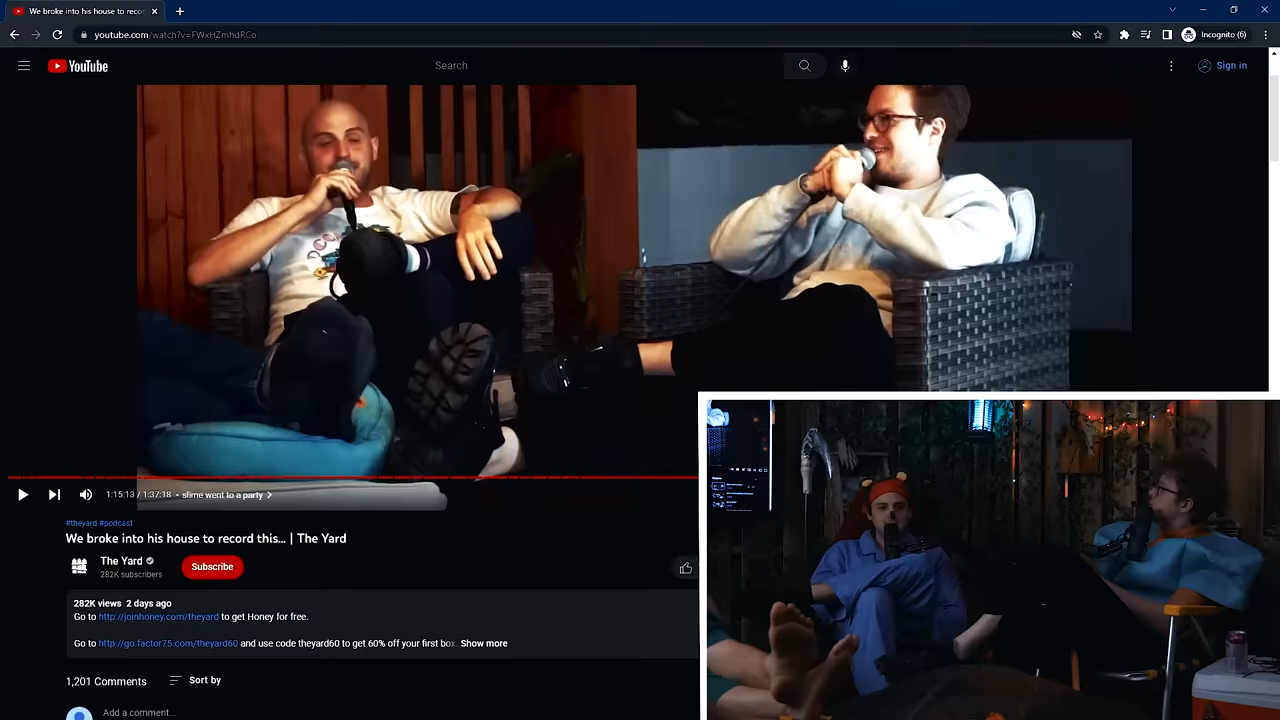 We broke into his house to reco
youtube.com/watch?v=FWxHZmhdRCo
Incognito (6)
YouTube
Search
Sign in
1:15:13 / 1:37:18 • slime went to a party
#theyard #podcast
We broke into his house to record this... | The Yard
The Yard
282K subscribers
Subscribe
282K views 2 days ago
Go to http://joinhoney.com/theyard to get Honey for free.
Go to http://go.factor75.com/theyard60 and use code theyard60 to get 60% off your first box. Show more
1,201 Comments
Sort by
Add a comment...